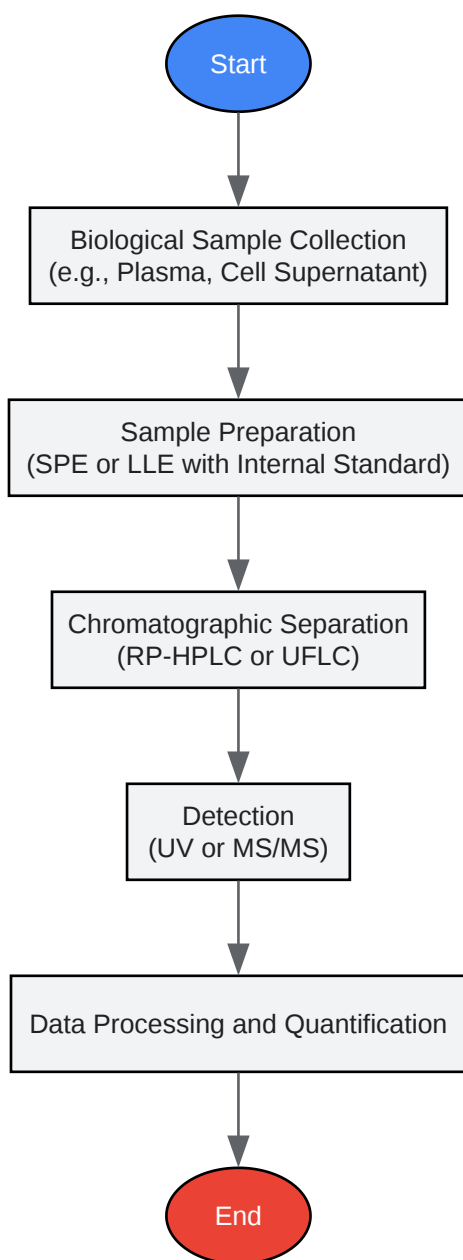 Start
Biological Sample Collection
(e.g., Plasma, Cell Supernatant)
Sample Preparation
(SPE or LLE with Internal Standard)
Chromatographic Separation
(RP-HPLC or UFLC)
Detection
(UV or MS/MS)
Data Processing and Quantification
End